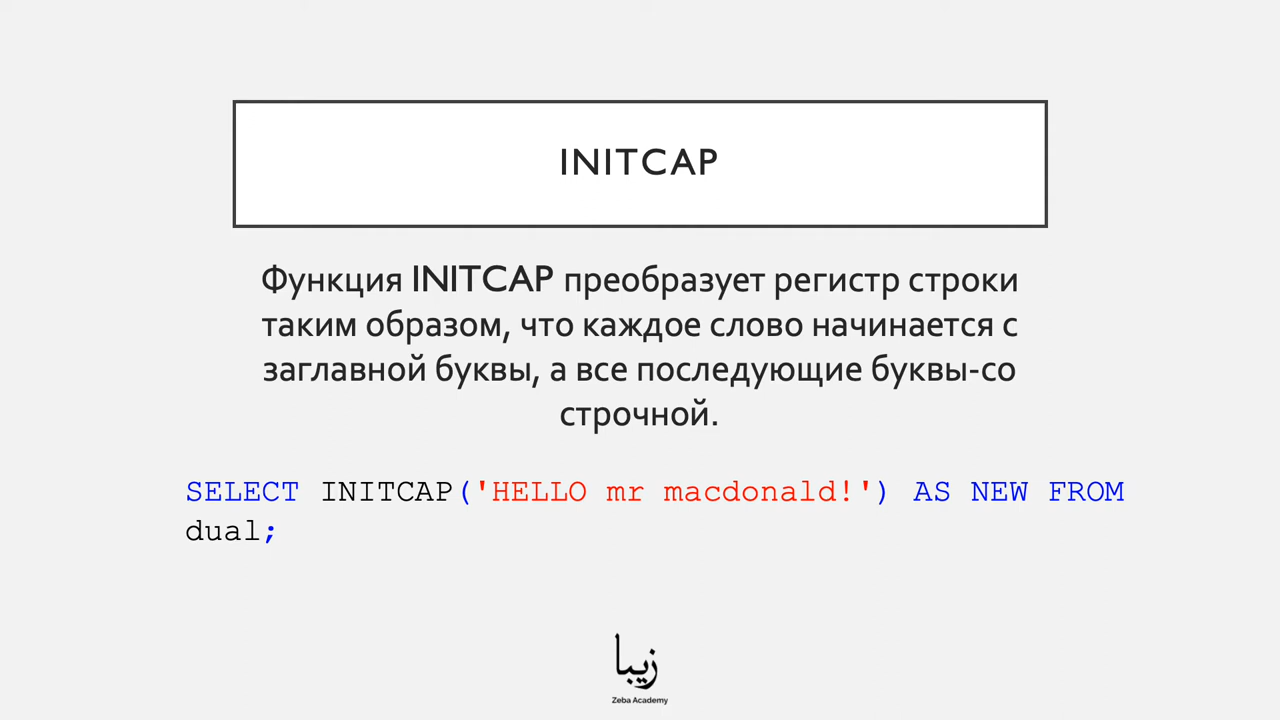 INITCAP
Функция INITCAP преобразует регистр строки
таким образом, что каждое слово начинается с
заглавной буквы, а все последующие буквы-со
строчной.
SELECT INITCAP('HELLO mr macdonald!') AS NEW FROM
dual;
زیبا
Zeba Academy